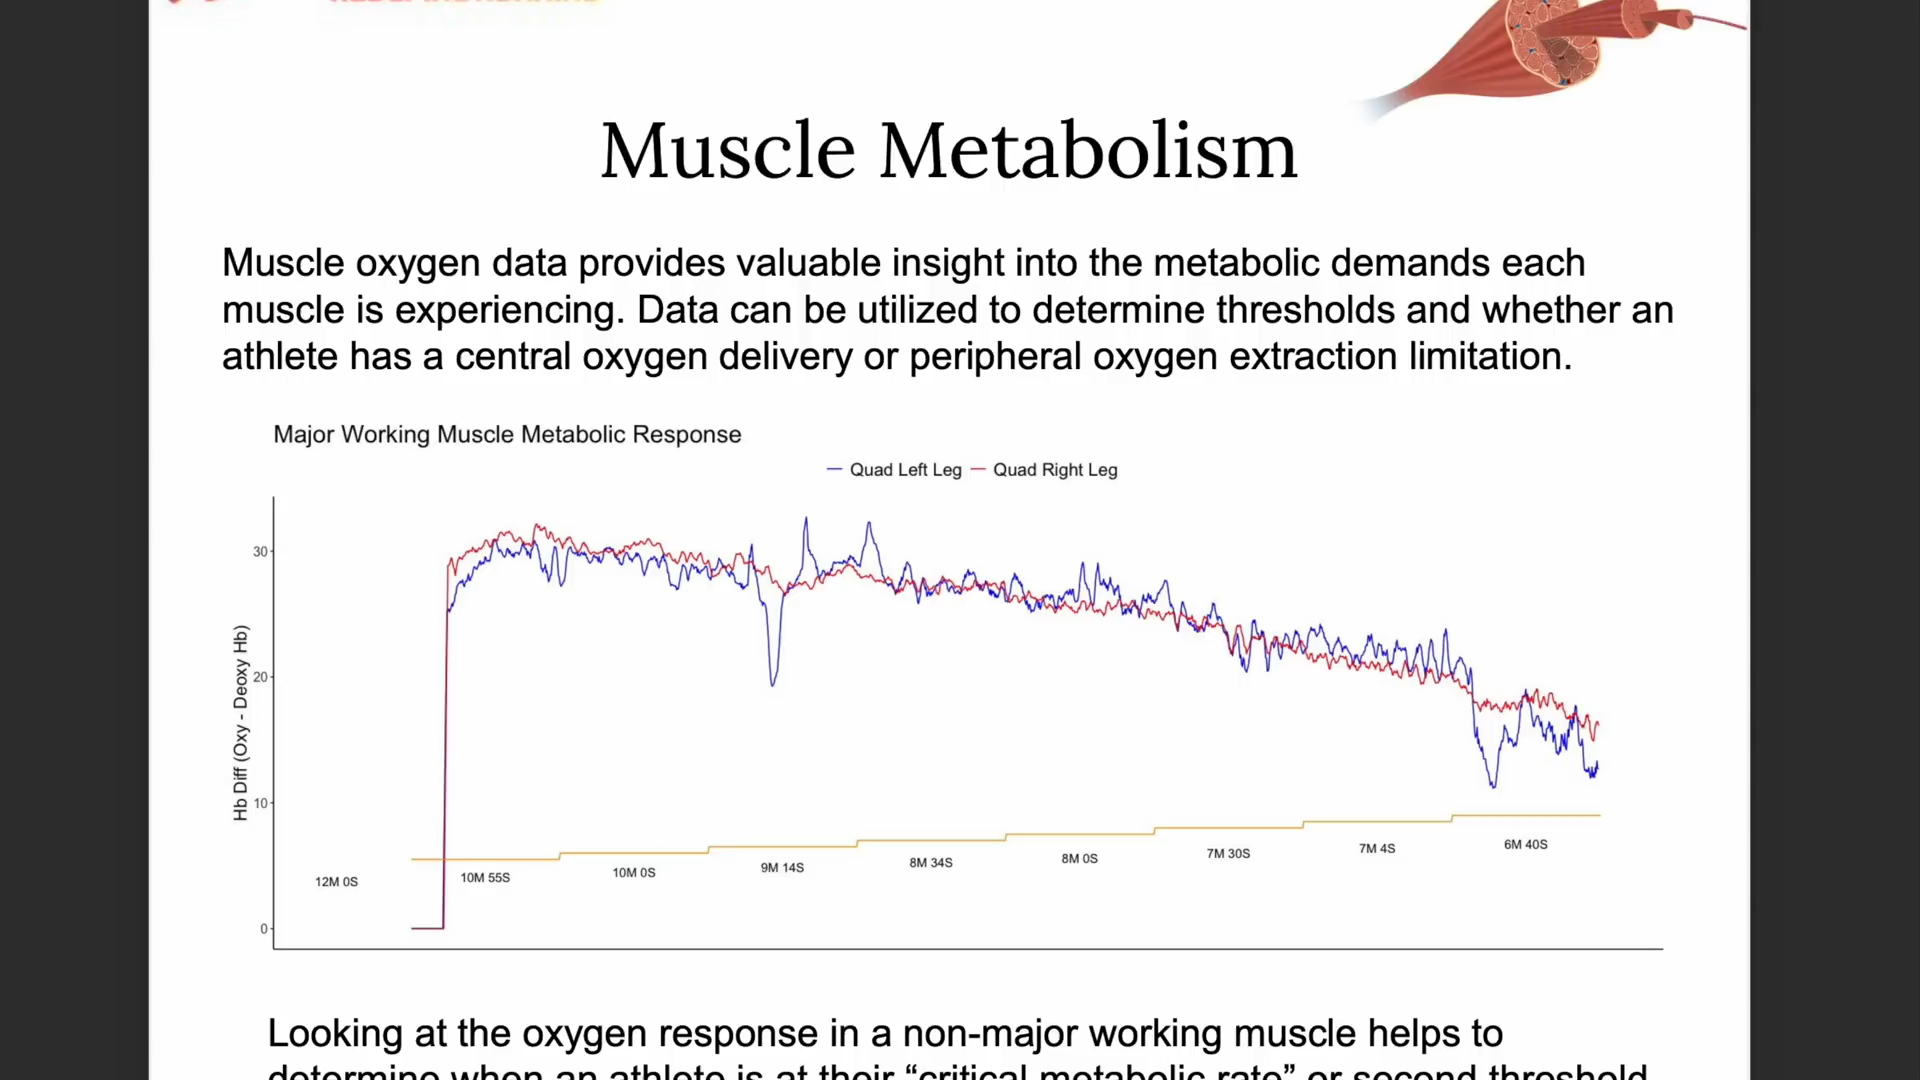 Muscle Metabolism
Muscle oxygen data provides valuable insight into the metabolic demands each
muscle is experiencing. Data can be utilized to determine thresholds and whether an
athlete has a central oxygen delivery or peripheral oxygen extraction limitation.
Major Working Muscle Metabolic Response
Quad Left Leg Quad Right Leg
Hb Diff (Oxy - Deoxy Hb)
30
20
10
0
12M 0S
10M 55S
10M 0S
9M 14S
8M 34S
8M 0S
7M 30S
7M 4S
6M 40S
Looking at the oxygen response in a non-major working muscle helps to
determine when an athlete is at their “critical metabolic rate” or second threshold